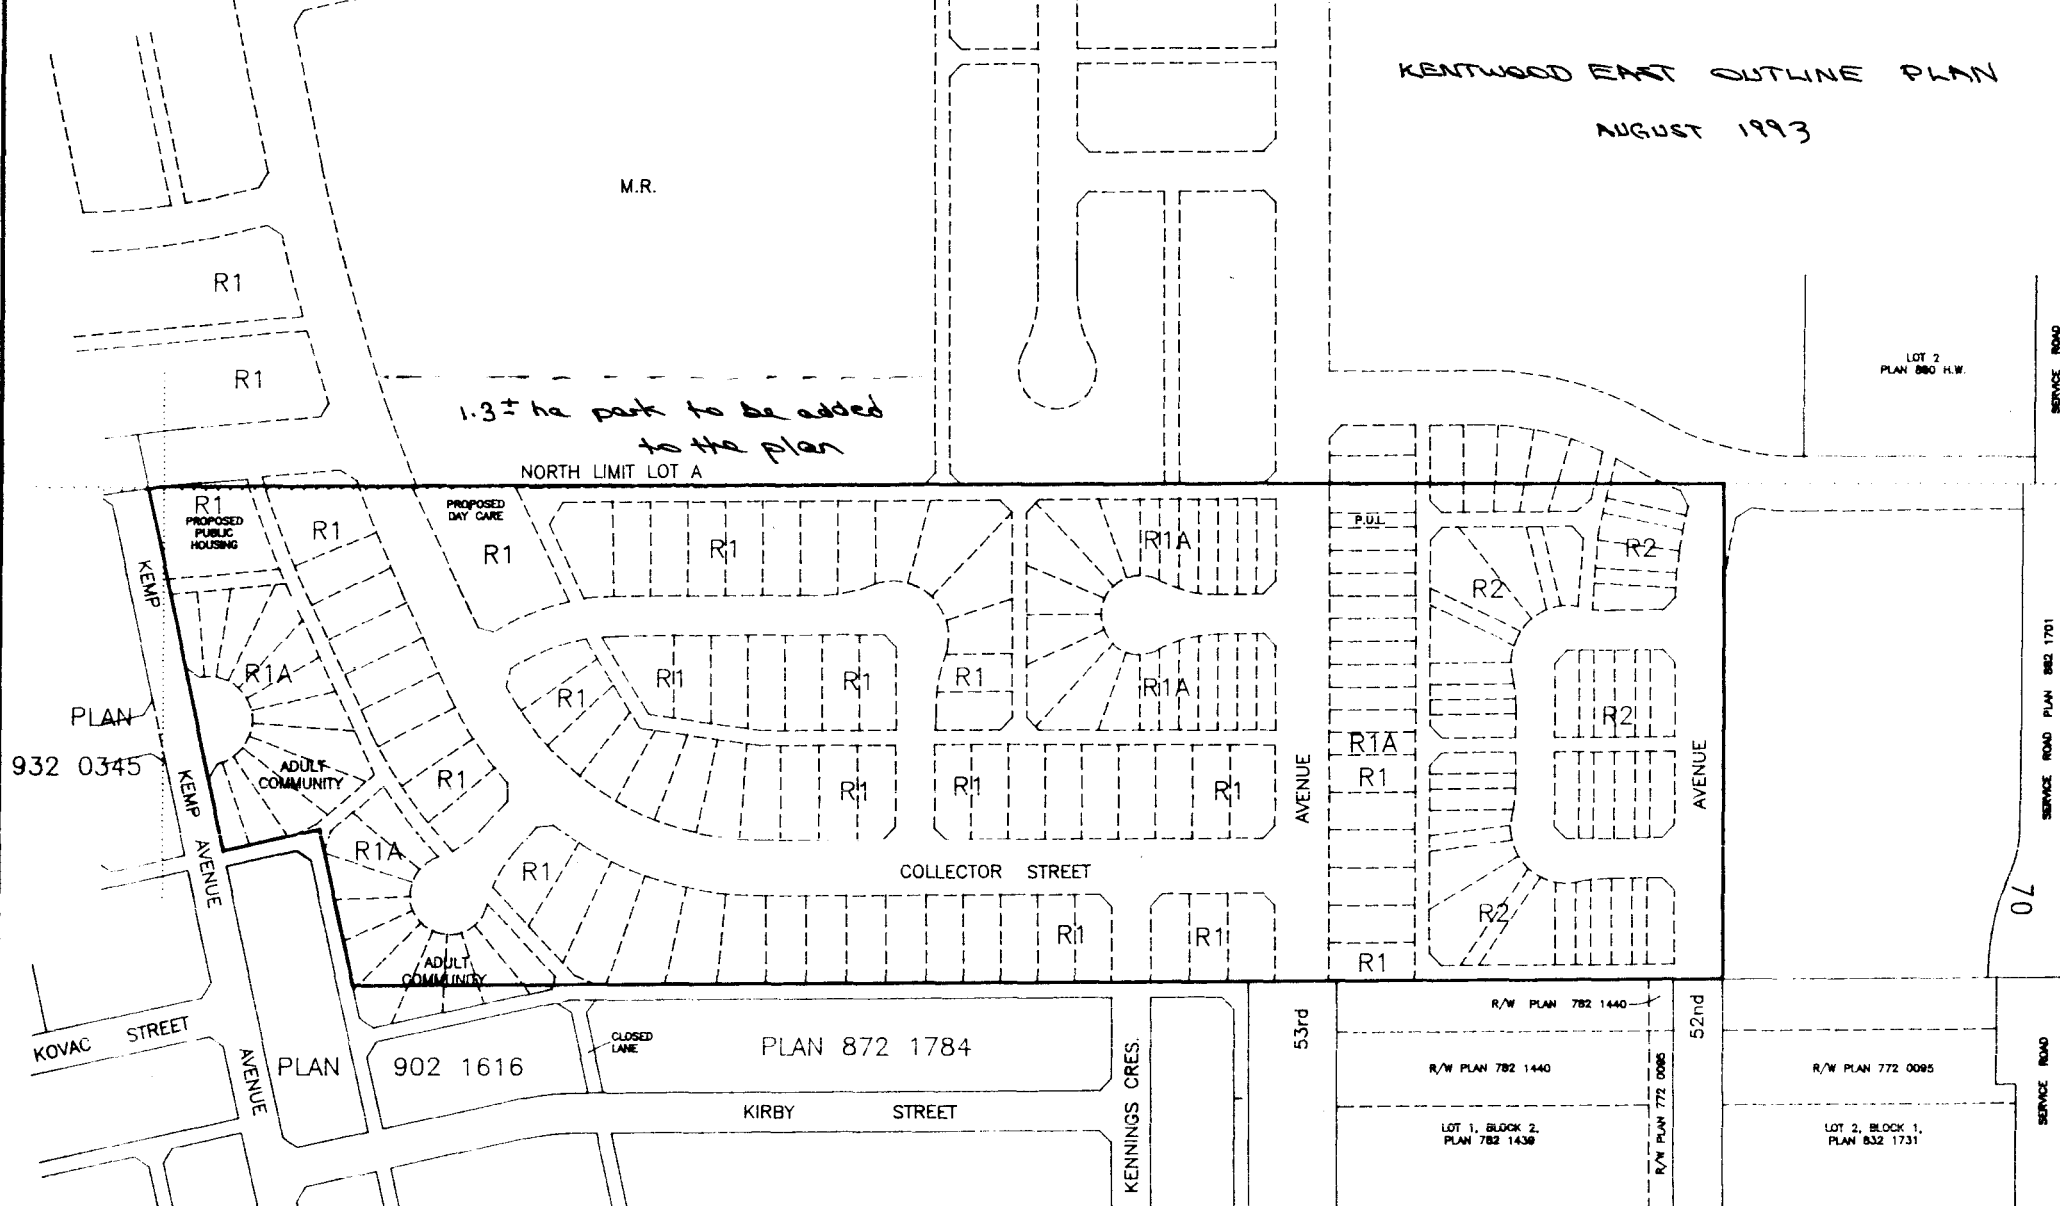 KENTWOOD EAST OUTLINE PLAN
AUGUST 1993
M.R.
R1
R1
LOT 2
PLAN 880 H.W.
SERVICE ROAD
1.3± ha park to be added
to the plan
NORTH LIMIT LOT A
R1
PROPOSED
PUBLIC
HOUSING
R1
PROPOSED
DAY CARE
R1
R1
R1A
P.U.L.
R2
R2
KEMP
R1A
R1
R1
R1
R1
R1A
R2
SERVICE ROAD PLAN 882 1701
PLAN
932 0345
KEMP
AVENUE
ADULT
COMMUNITY
R1
R1
R1
R1
AVENUE
R1A
R1
AVENUE
R1A
R1
COLLECTOR STREET
R2
70
ADULT
COMMUNITY
R1
R1
R1
KOVAC STREET
AVENUE
PLAN
902 1616
CLOSED
LANE
PLAN 872 1784
KIRBY STREET
KENNINGS CRES.
53rd
R/W PLAN 782 1440
R/W PLAN 782 1440
R/W PLAN 772 0095
52nd
R/W PLAN 772 0095
LOT 1, BLOCK 2,
PLAN 782 1439
LOT 2, BLOCK 1,
PLAN 832 1731
SERVICE ROAD